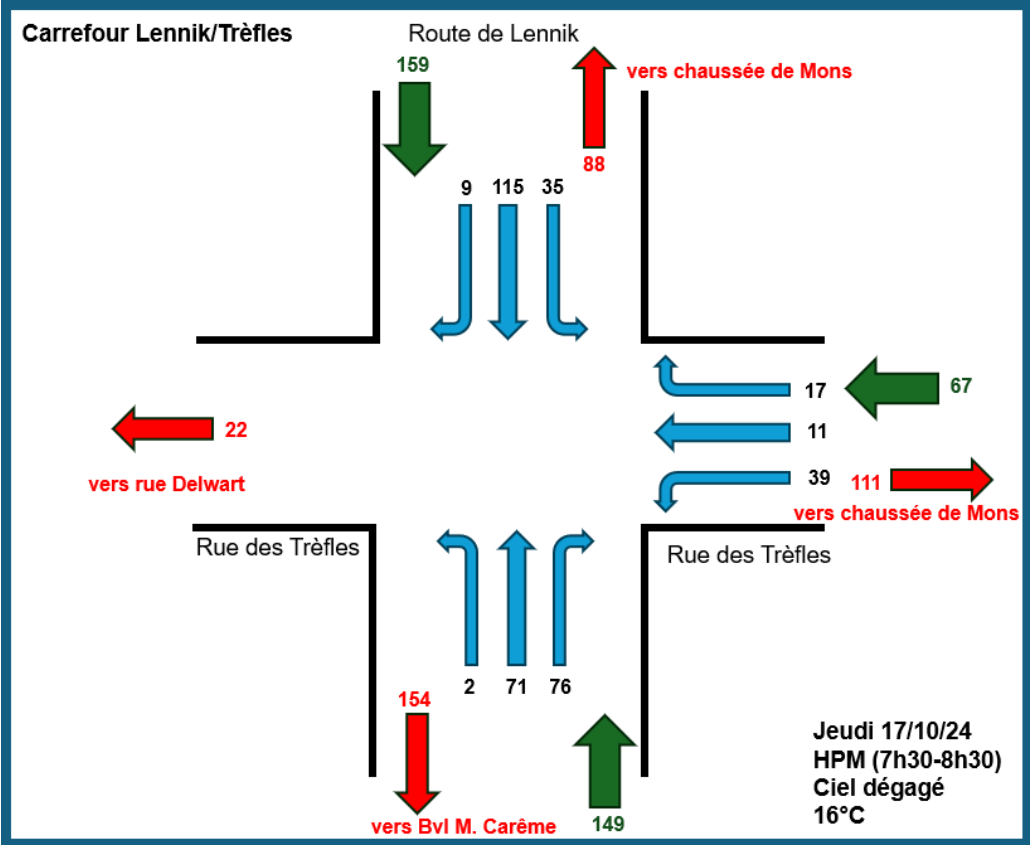 Carrefour Lennik/Trèfles
Route de Lennik
159
vers chaussée de Mons
88
9 115 35
17
67
11
22
39
111
vers rue Delwart
vers chaussée de Mons
Rue des Trèfles
Rue des Trèfles
2 71 76
154
Jeudi 17/10/24
HPM (7h30-8h30)
Ciel dégagé
16°C
vers Bvl M. Carême
149